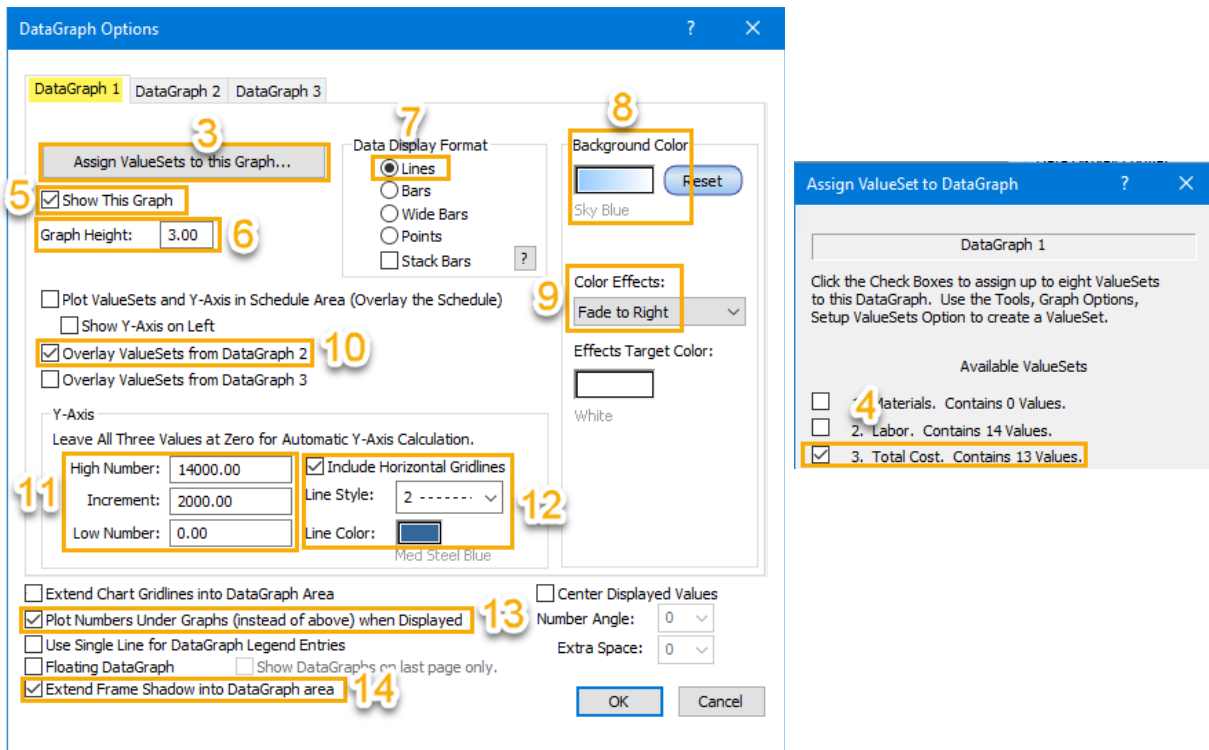 DataGraph Options ? ×
DataGraph 1 DataGraph 2 DataGraph 3
3
Assign ValueSets to this Graph...
5
Show This Graph
Graph Height: 3.00
6
7
Data Display Format
Lines
Bars
Wide Bars
Points
Stack Bars ?
8
Background Color
Reset
Sky Blue
9
Color Effects:
Fade to Right
Effects Target Color:
White
Plot ValueSets and Y-Axis in Schedule Area (Overlay the Schedule)
Show Y-Axis on Left
Overlay ValueSets from DataGraph 2
10
Overlay ValueSets from DataGraph 3
Y-Axis
Leave All Three Values at Zero for Automatic Y-Axis Calculation.
11
High Number: 14000.00
Increment: 2000.00
Low Number: 0.00
Include Horizontal Gridlines
Line Style: 2 -------
Line Color:
Med Steel Blue
12
Extend Chart Gridlines into DataGraph Area
Plot Numbers Under Graphs (instead of above) when Displayed
13
Use Single Line for DataGraph Legend Entries
Floating DataGraph Show DataGraphs on last page only.
Extend Frame Shadow into DataGraph area
14
Center Displayed Values
Number Angle: 0
Extra Space: 0
OK Cancel
Assign ValueSet to DataGraph ? ×
DataGraph 1
Click the Check Boxes to assign up to eight ValueSets
to this DataGraph. Use the Tools, Graph Options,
Setup ValueSets Option to create a ValueSet.
Available ValueSets
4
Materials. Contains 0 Values.
2. Labor. Contains 14 Values.
3. Total Cost. Contains 13 Values.